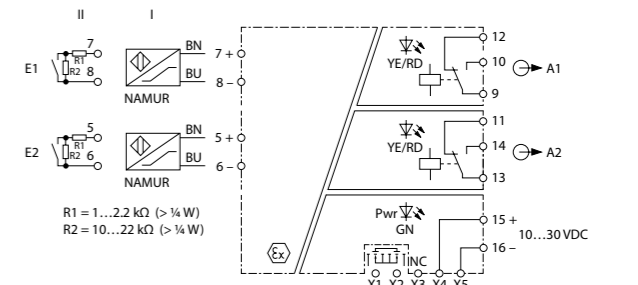 II I
E1 7 R1 R2 8
BN 7 +
BU 8 –
NAMUR
E2 5 R1 R2 6
BN 5 +
BU 6 –
NAMUR
R1 = 1…2.2 kΩ (> ¼ W)
R2 = 10…22 kΩ (> ¼ W)
YE/RD
12
10
9
A1
YE/RD
11
14
13
A2
Pwr
GN
15 +
16 –
10…30 VDC
Ex
NC
X1 X2 X3 X4 X5